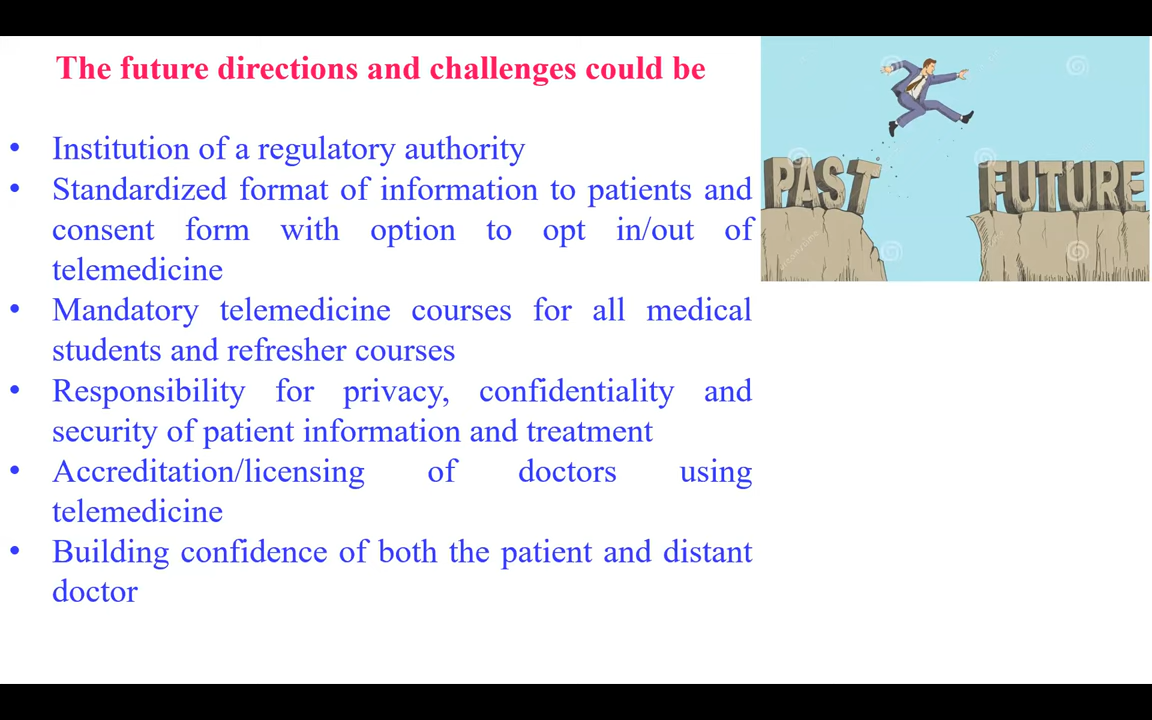 The future directions and challenges could be
• Institution of a regulatory authority
• Standardized format of information to patients and
consent form with option to opt in/out of
telemedicine
• Mandatory telemedicine courses for all medical
students and refresher courses
• Responsibility for privacy, confidentiality and
security of patient information and treatment
• Accreditation/licensing of doctors using
telemedicine
• Building confidence of both the patient and distant
doctor
PAST
FUTURE